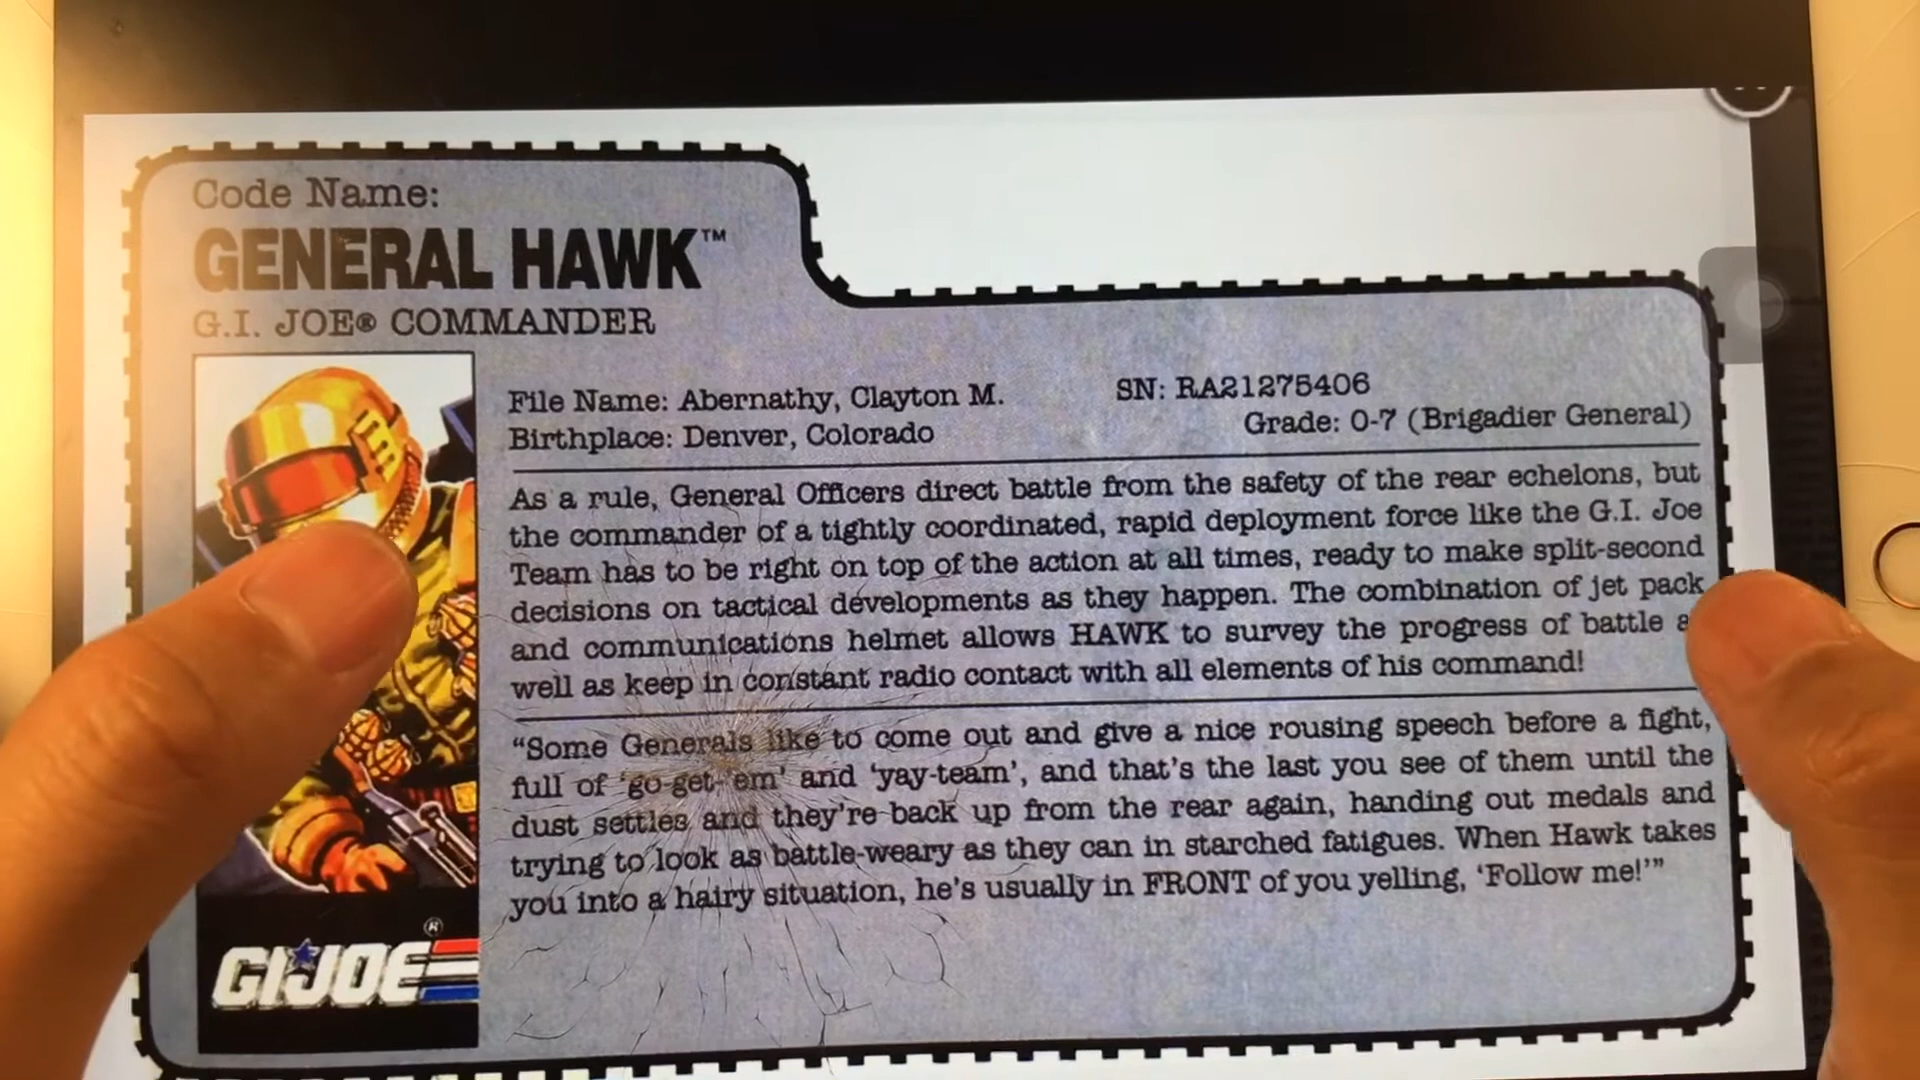 Code Name:
GENERAL HAWK™
G.I. JOE® COMMANDER
File Name: Abernathy, Clayton M.
SN: RA21275406
Birthplace: Denver, Colorado
Grade: 0-7 (Brigadier General)
As a rule, General Officers direct battle from the safety of the rear echelons, but
the commander of a tightly coordinated, rapid deployment force like the G.I. Joe
Team has to be right on top of the action at all times, ready to make split-second
decisions on tactical developments as they happen. The combination of jet pack
and communications helmet allows HAWK to survey the progress of battle
well as keep in constant radio contact with all elements of his command!
“Some Generals like to come out and give a nice rousing speech before a fight,
full of ‘go-get-’em’ and ‘yay-team’, and that’s the last you see of them until the
dust settles and they’re back up from the rear again, handing out medals and
trying to look as battle-weary as they can in starched fatigues. When Hawk takes
you into a hairy situation, he’s usually in FRONT of you yelling, ‘Follow me!’”
GI JOE®